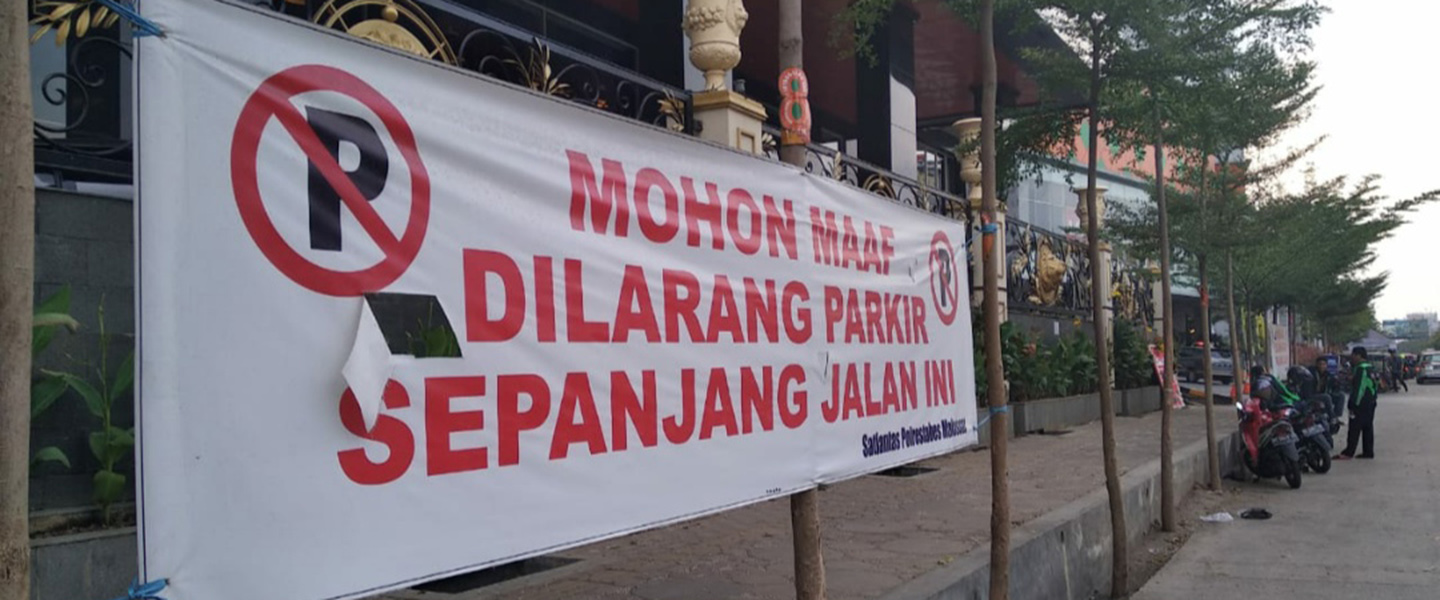 P
MOHON MAAF
P
DILARANG PARKIR
SEPANJANG JALAN INI
Satlantas Polrestabes Makassar